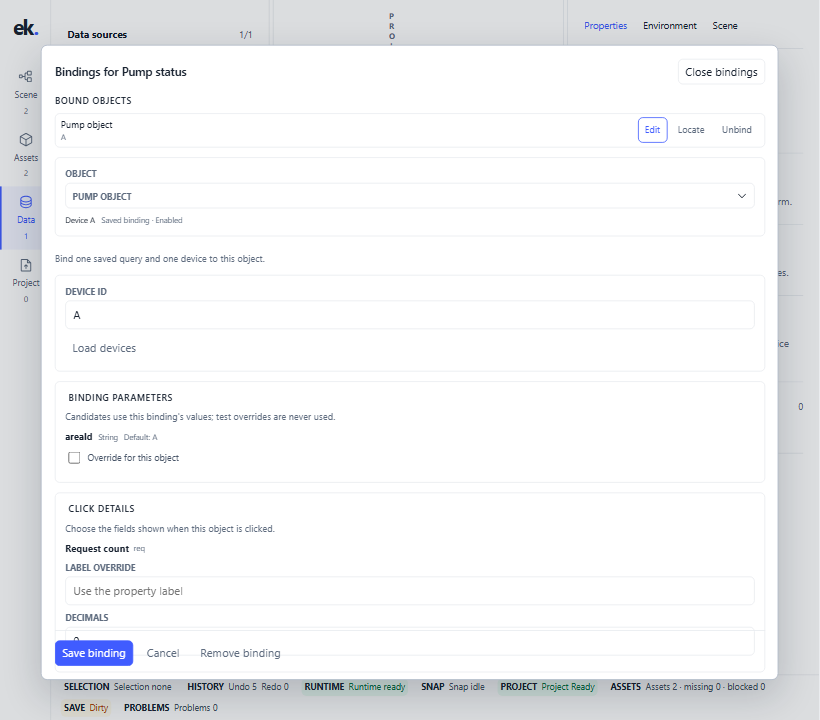 ek.
Data sources 1/1
P
R
O
Properties Environment Scene
Scene
2
Assets
2
Data
1
Project
0
Bindings for Pump status
Close bindings
BOUND OBJECTS
Pump object
A
Edit Locate Unbind
OBJECT
PUMP OBJECT
Device A Saved binding · Enabled
Bind one saved query and one device to this object.
DEVICE ID
A
Load devices
BINDING PARAMETERS
Candidates use this binding's values; test overrides are never used.
areaId String Default: A
Override for this object
CLICK DETAILS
Choose the fields shown when this object is clicked.
Request count req
LABEL OVERRIDE
Use the property label
DECIMALS
Save binding Cancel Remove binding
rm.
es.
ice
0
SELECTION Selection none HISTORY Undo 5 Redo 0 RUNTIME Runtime ready SNAP Snap idle PROJECT Project Ready ASSETS Assets 2 · missing 0 · blocked 0
SAVE Dirty PROBLEMS Problems 0